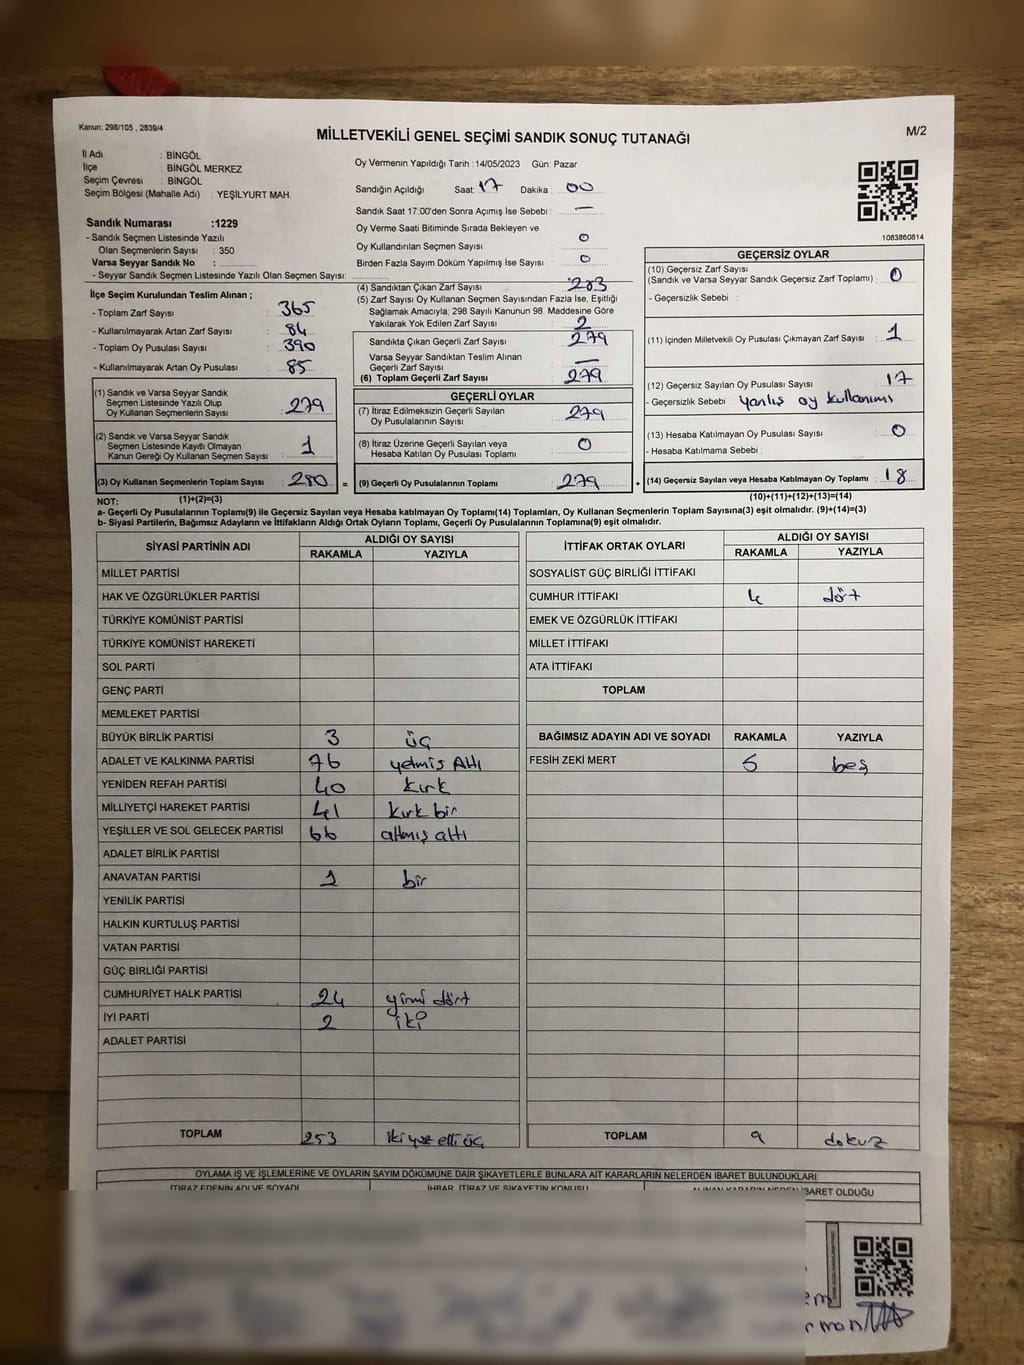 Kanun; 298/105 , 2839/4
MİLLETVEKİLİ GENEL SEÇİMİ SANDIK SONUÇ TUTANAĞI
M/2
İl Adı : BİNGÖL
İlçe : BİNGÖL MERKEZ
Seçim Çevresi : BİNGÖL
Seçim Bölgesi (Mahalle Adı) : YEŞİLYURT MAH.
Sandık Numarası :1229
- Sandık Seçmen Listesinde Yazılı
Olan Seçmenlerin Sayısı : 350
Varsa Seyyar Sandık No :
- Seyyar Sandık Seçmen Listesinde Yazılı Olan Seçmen Sayısı:
Oy Vermenin Yapıldığı Tarih : 14/05/2023 Gün: Pazar
Sandığın Açıldığı Saat : 17 Dakika : 00
Sandık Saat 17:00'den Sonra Açmış İse Sebebi : —
Oy Verme Saati Bitiminde Sırada Bekleyen ve
Oy Kullandırılan Seçmen Sayısı : 0
Birden Fazla Sayım Döküm Yapılmış İse Sayısı : 0
1083860814
İlçe Seçim Kurulundan Teslim Alınan ;
- Toplam Zarf Sayısı : 365
- Kullanılmayarak Artan Zarf Sayısı : 84
- Toplam Oy Pusulası Sayısı : 390
- Kullanılmayarak Artan Oy Pusulası : 85
(1) Sandık ve Varsa Seyyar Sandık
Seçmen Listesinde Yazılı Olup
Oy Kullanan Seçmenlerin Sayısı : 279
(2) Sandık ve Varsa Seyyar Sandık
Seçmen Listesinde Kayıtlı Olmayan
Kanun Gereği Oy Kullanan Seçmen Sayısı : 1
(3) Oy Kullanan Seçmenlerin Toplam Sayısı : 280 =
(1)+(2)=(3)
(4) Sandıktan Çıkan Zarf Sayısı : 283
(5) Zarf Sayısı Oy Kullanan Seçmen Sayısından Fazla İse, Eşitliği
Sağlamak Amacıyla; 298 Sayılı Kanunun 98. Maddesine Göre
Yakılarak Yok Edilen Zarf Sayısı : 2
Sandıkta Çıkan Geçerli Zarf Sayısı : 279
Varsa Seyyar Sandıktan Teslim Alınan
Geçerli Zarf Sayısı : —
(6) Toplam Geçerli Zarf Sayısı : 279
GEÇERLİ OYLAR
(7) İtiraz Edilmeksizin Geçerli Sayılan
Oy Pusulalarının Sayısı : 279
(8) İtiraz Üzerine Geçerli Sayılan veya
Hesaba Katılan Oy Pusulası Toplamı : 0
(9) Geçerli Oy Pusulalarının Toplamı : 279 +
GEÇERSİZ OYLAR
(10) Geçersiz Zarf Sayısı
(Sandık ve Varsa Seyyar Sandık Geçersiz Zarf Toplamı) : 0
- Geçersizlik Sebebi :
(11) İçinden Milletvekili Oy Pusulası Çıkmayan Zarf Sayısı : 1
(12) Geçersiz Sayılan Oy Pusulası Sayısı : 17
- Geçersizlik Sebebi : yanlış oy kullanımı
(13) Hesaba Katılmayan Oy Pusulası Sayısı : 0
- Hesaba Katılmama Sebebi :
(14) Geçersiz Sayılan veya Hesaba Katılmayan Oy Toplamı : 18
(10)+(11)+(12)+(13)=(14)
NOT:
a- Geçerli Oy Pusulalarının Toplamı(9) ile Geçersiz Sayılan veya Hesaba katılmayan Oy Toplamı(14) Toplamları, Oy Kullanan Seçmenlerin Toplam Sayısına(3) eşit olmalıdır. (9)+(14)=(3)
b- Siyasi Partilerin, Bağımsız Adayların ve İttifakların Aldığı Ortak Oyların Toplamı, Geçerli Oy Pusulalarının Toplamına(9) eşit olmalıdır.
SİYASİ PARTİNİN ADI ALDIĞI OY SAYISI
RAKAMLA YAZIYLA
MİLLET PARTİSİ
HAK VE ÖZGÜRLÜKLER PARTİSİ
TÜRKİYE KOMÜNİST PARTİSİ
TÜRKİYE KOMÜNİST HAREKETİ
SOL PARTİ
GENÇ PARTİ
MEMLEKET PARTİSİ
BÜYÜK BİRLİK PARTİSİ 3 üç
ADALET VE KALKINMA PARTİSİ 76 yetmiş Altı
YENİDEN REFAH PARTİSİ 40 kırk
MİLLİYETÇİ HAREKET PARTİSİ 41 kırk bir
YEŞİLLER VE SOL GELECEK PARTİSİ 66 altmış altı
ADALET BİRLİK PARTİSİ
ANAVATAN PARTİSİ 1 bir
YENİLİK PARTİSİ
HALKIN KURTULUŞ PARTİSİ
VATAN PARTİSİ
GÜÇ BİRLİĞİ PARTİSİ
CUMHURİYET HALK PARTİSİ 24 yirmi dört
İYİ PARTİ 2 iki
ADALET PARTİSİ
TOPLAM 253 iki yüz elli üç
İTTİFAK ORTAK OYLARI ALDIĞI OY SAYISI
RAKAMLA YAZIYLA
SOSYALİST GÜÇ BİRLİĞİ İTTİFAKI
CUMHUR İTTİFAKI 4 dört
EMEK VE ÖZGÜRLÜK İTTİFAKI
MİLLET İTTİFAKI
ATA İTTİFAKI
TOPLAM
BAĞIMSIZ ADAYIN ADI VE SOYADI RAKAMLA YAZIYLA
FESİH ZEKİ MERT 5 beş
TOPLAM 9 dokuz
OYLAMA İŞ VE İŞLEMLERİNE VE OYLARIN SAYIM DÖKÜMÜNE DAİR ŞİKAYETLERLE BUNLARA AİT KARARLARIN NELERDEN İBARET BULUNDUKLARI
İTİRAZ EDENİN ADI VE SOYADI İHBAR, İTİRAZ VE ŞİKAYETİN KONUSU ALINAN KARARIN NEDEN İBARET OLDUĞU